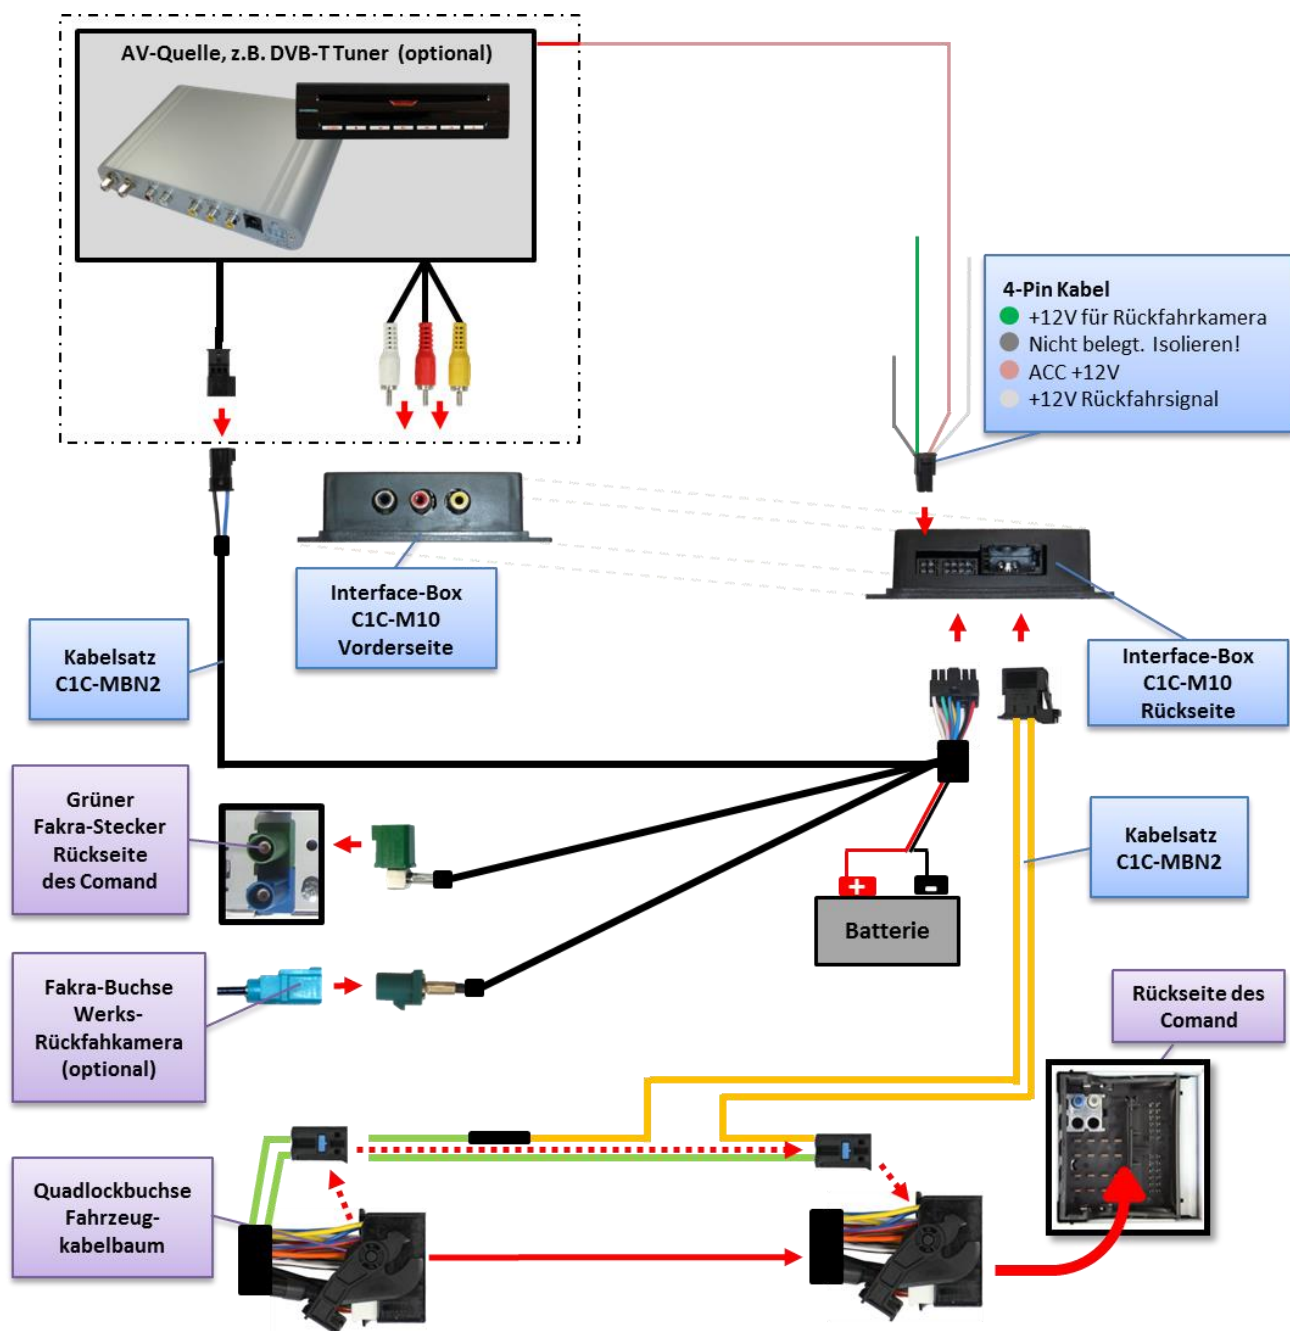 AV-Quelle, z.B. DVB-T Tuner (optional)
4-Pin Kabel
+12V für Rückfahrkamera
Nicht belegt. Isolieren!
ACC +12V
+12V Rückfahrsignal
Interface-Box
C1C-M10
Vorderseite
Kabelsatz
C1C-MBN2
Interface-Box
C1C-M10
Rückseite
Grüner
Fakra-Stecker
Rückseite
des Comand
Kabelsatz
C1C-MBN2
Batterie
Fakra-Buchse
Werks-
Rückfahkamera
(optional)
Rückseite des
Comand
Quadlockbuchse
Fahrzeug-
kabelbaum